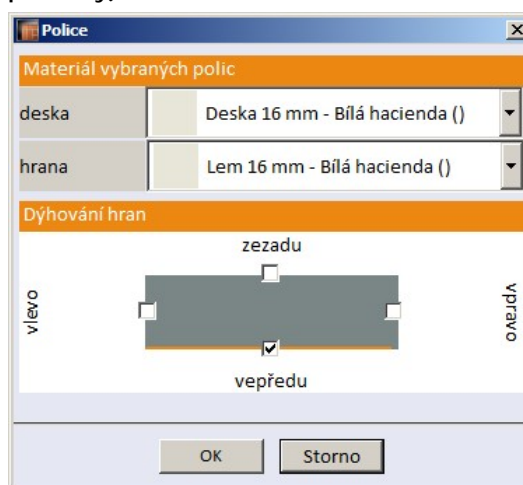 Police
Materiál vybraných polic
deska
Deska 16 mm - Bílá hacienda ()
hrana
Lem 16 mm - Bílá hacienda ()
Dýhování hran
zezadu
vlevo
vpravo
vepředu
OK
Storno